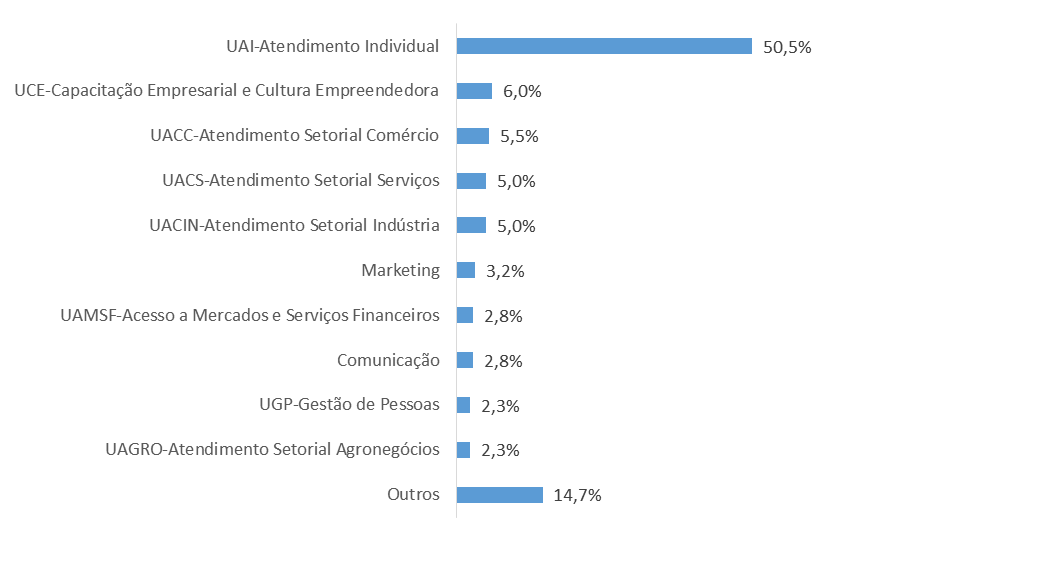 UAI-Atendimento Individual 50,5%
UCE-Capacitação Empresarial e Cultura Empreendedora 6,0%
UACC-Atendimento Setorial Comércio 5,5%
UACS-Atendimento Setorial Serviços 5,0%
UACIN-Atendimento Setorial Indústria 5,0%
Marketing 3,2%
UAMSF-Acesso a Mercados e Serviços Financeiros 2,8%
Comunicação 2,8%
UGP-Gestão de Pessoas 2,3%
UAGRO-Atendimento Setorial Agronegócios 2,3%
Outros 14,7%